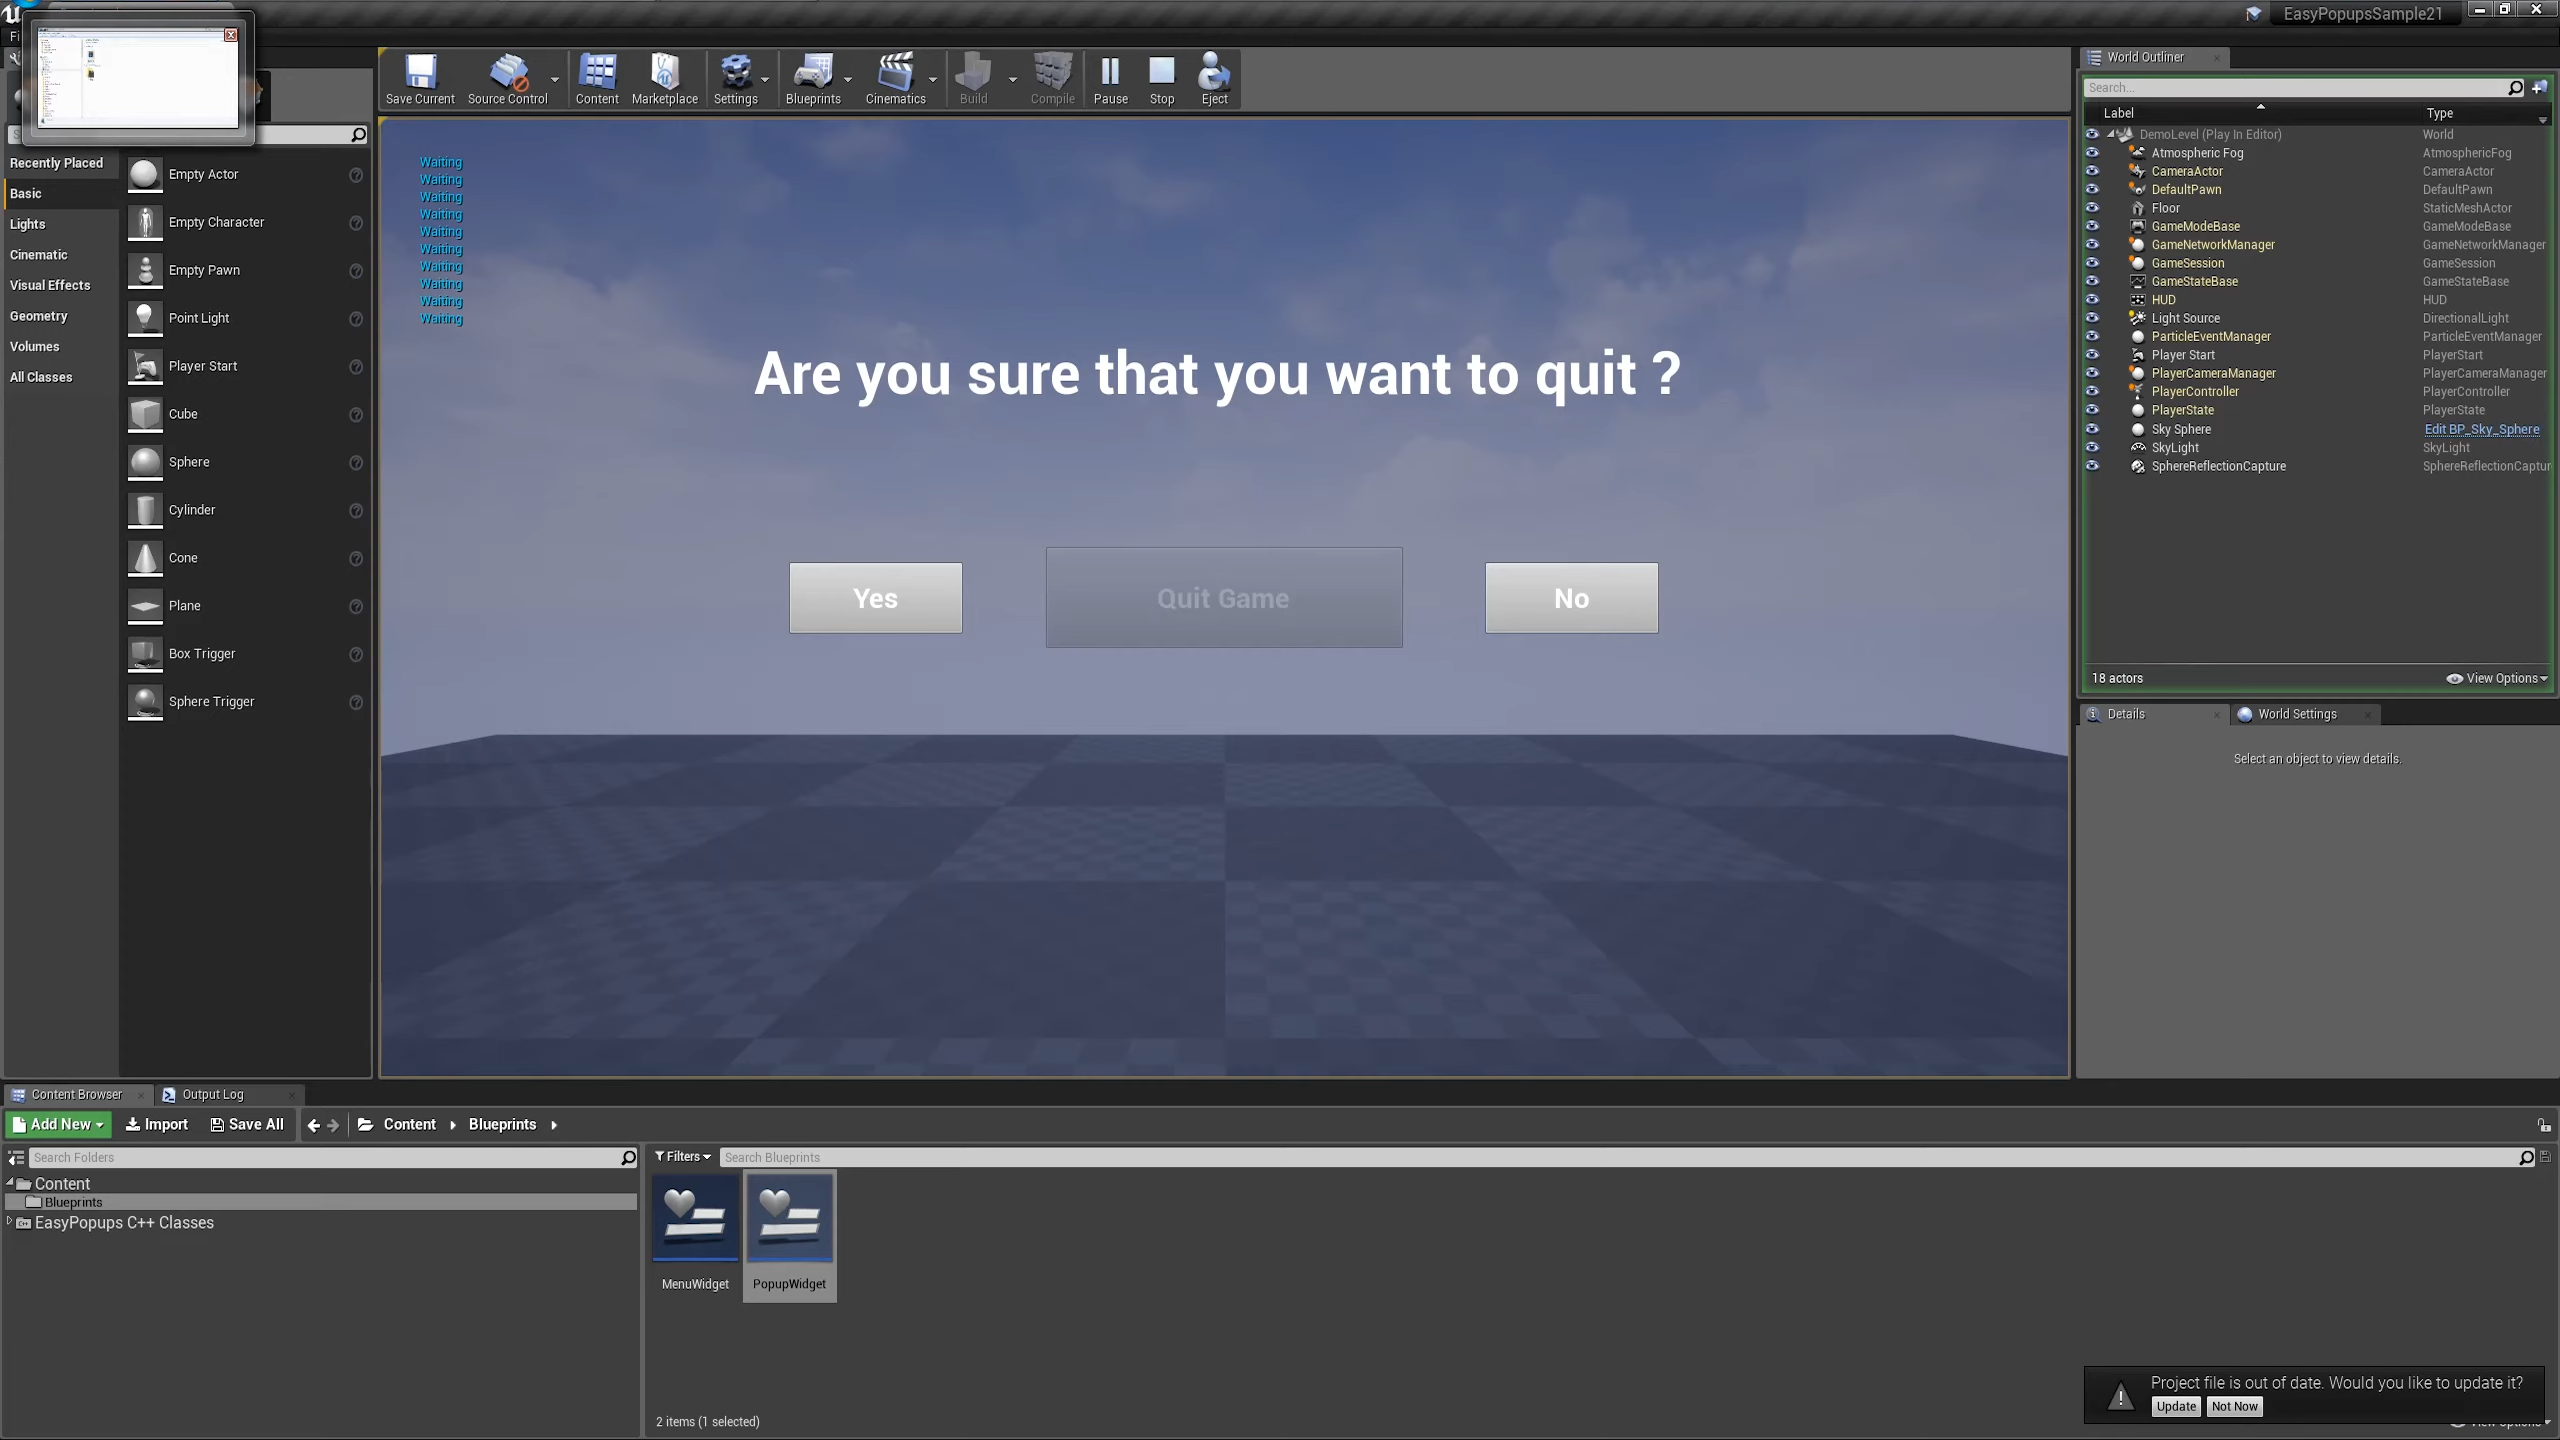 EasyPopupsSample21
Fi
Save Current
Source Control
Content
Marketplace
Settings
Blueprints
Cinematics
Build
Compile
Pause
Stop
Eject
Recently Placed
Basic
Lights
Cinematic
Visual Effects
Geometry
Volumes
All Classes
Empty Actor
Empty Character
Empty Pawn
Point Light
Player Start
Cube
Sphere
Cylinder
Cone
Plane
Box Trigger
Sphere Trigger
Waiting
Waiting
Waiting
Waiting
Waiting
Waiting
Waiting
Waiting
Waiting
Waiting
Are you sure that you want to quit ?
Yes
Quit Game
No
World Outliner
Search...
Label Type
DemoLevel (Play In Editor) World
Atmospheric Fog AtmosphericFog
CameraActor CameraActor
DefaultPawn DefaultPawn
Floor StaticMeshActor
GameModeBase GameModeBase
GameNetworkManager GameNetworkManager
GameSession GameSession
GameStateBase GameStateBase
HUD HUD
Light Source DirectionalLight
ParticleEventManager ParticleEventManager
Player Start PlayerStart
PlayerCameraManager PlayerCameraManager
PlayerController PlayerController
PlayerState PlayerState
Sky Sphere Edit BP_Sky_Sphere
SkyLight SkyLight
SphereReflectionCapture SphereReflectionCaptur
18 actors View Options
Details World Settings
Select an object to view details.
Content Browser Output Log
Add New Import Save All Content Blueprints
Search Folders
Content
Blueprints
EasyPopups C++ Classes
Filters Search Blueprints
MenuWidget PopupWidget
2 items (1 selected)
Project file is out of date. Would you like to update it?
Update Not Now